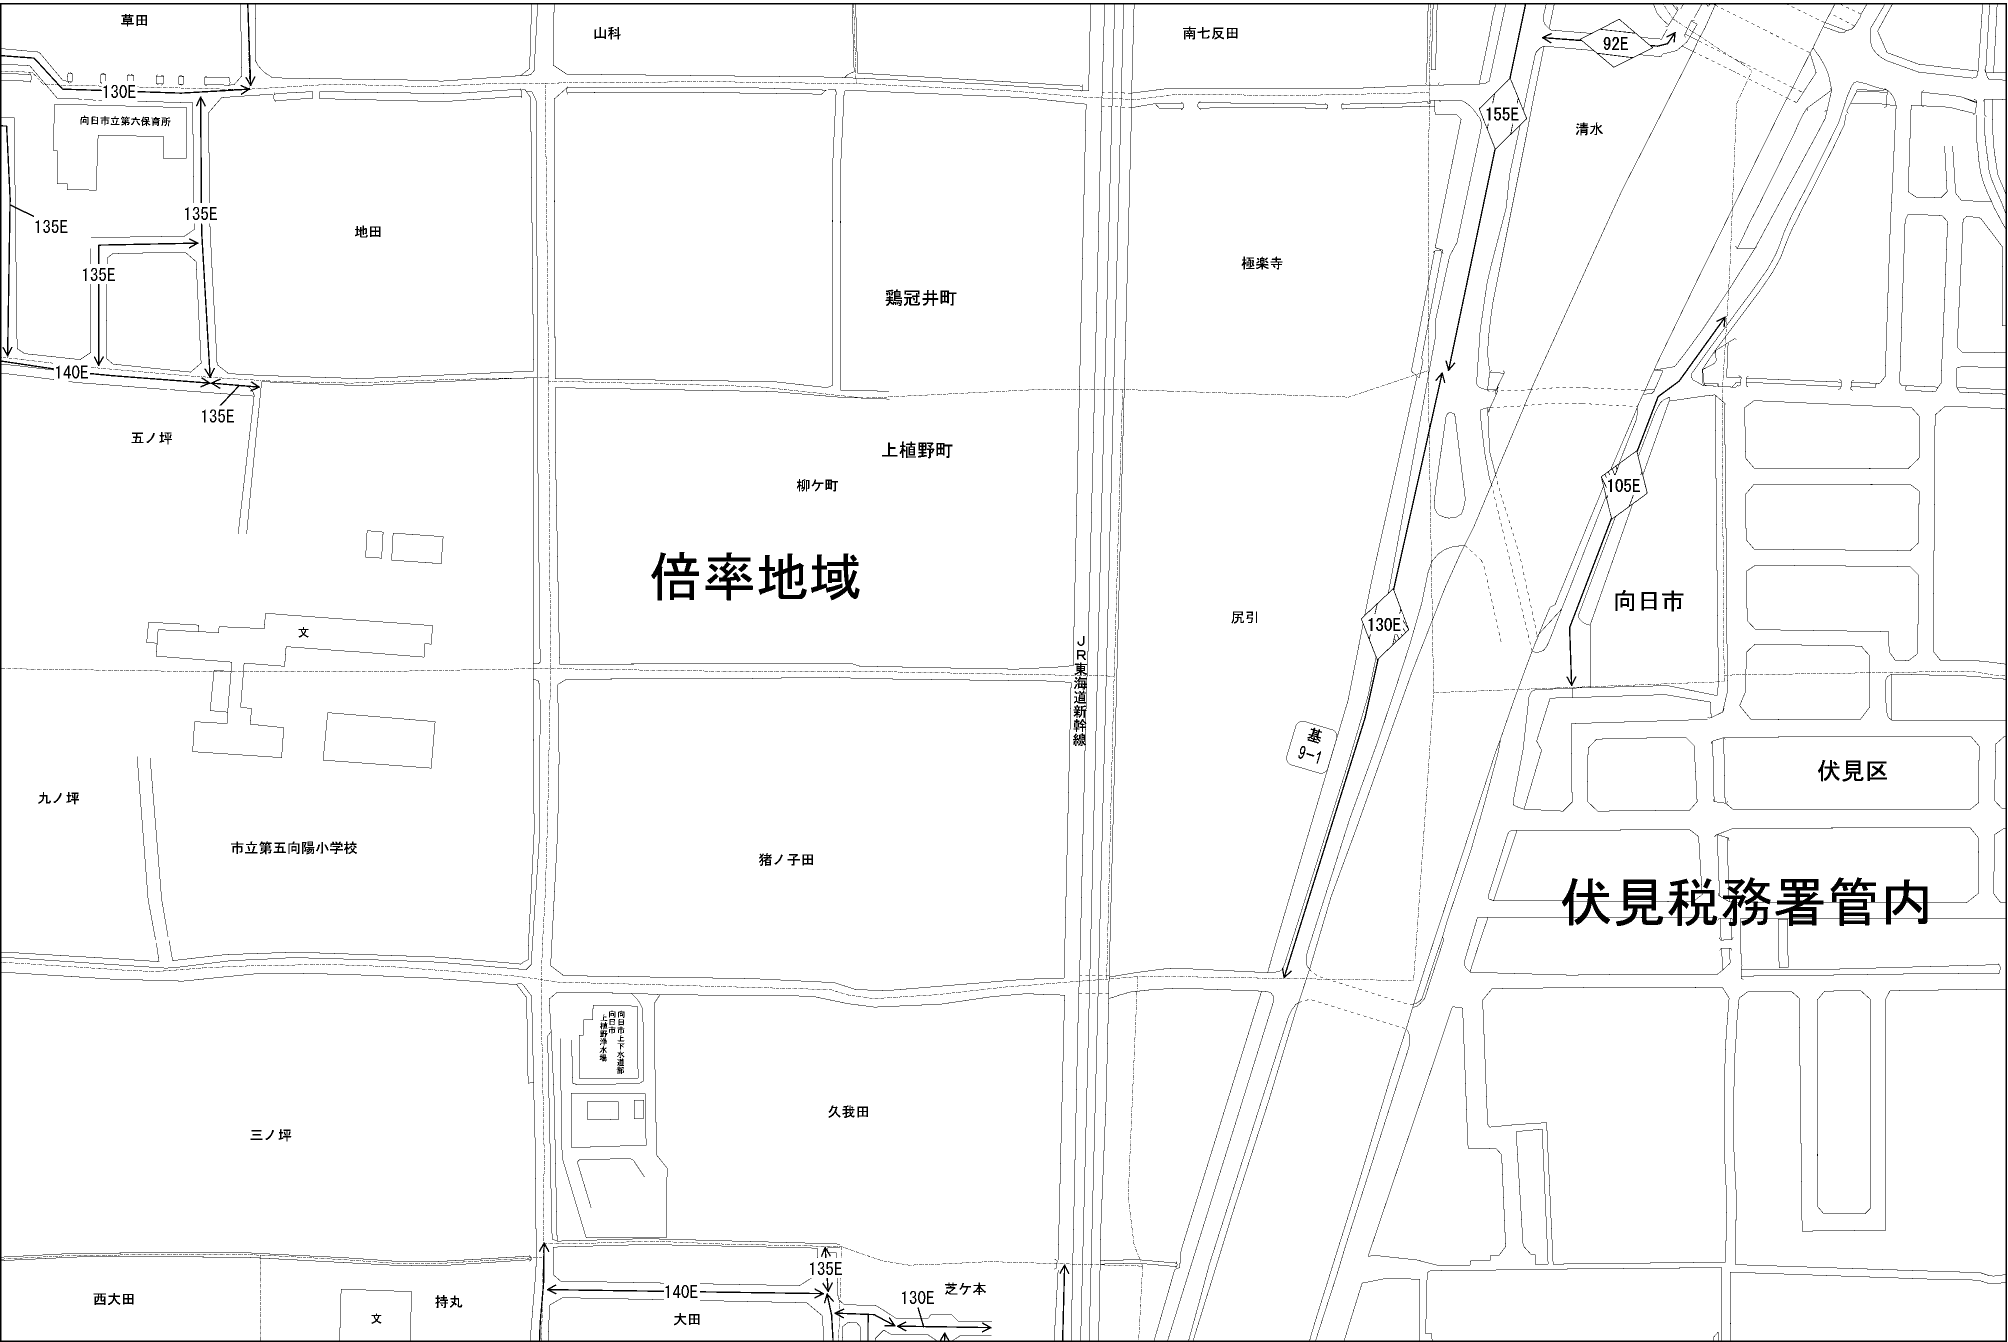 草田
山科
南七反田
92E
130E
155E
向日市立第六保育所
清水
135E
135E
地田
極楽寺
135E
鶏冠井町
140E
135E
五ノ坪
上植野町
柳ケ町
105E
倍率地域
向日市
尻引
130E
文
JR東海道新幹線
基
9-1
伏見区
九ノ坪
市立第五向陽小学校
猪ノ子田
伏見税務署管内
向日市上下水道部
向日市
上植野浄水場
久我田
三ノ坪
135E
140E
芝ケ本
130E
西大田
持丸
文
大田